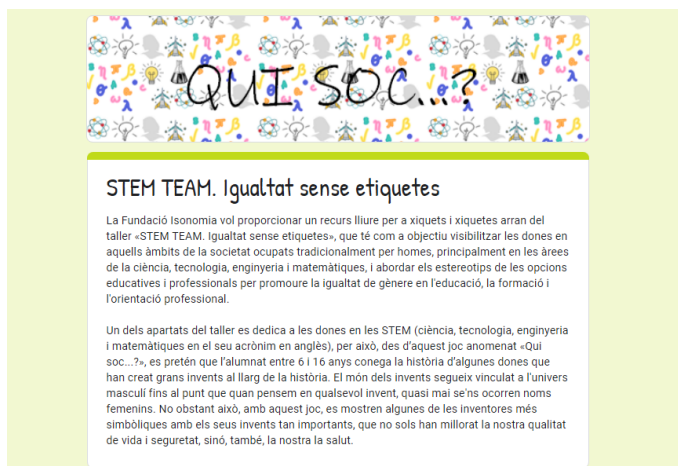 QUI SOC...?
STEM TEAM. Igualtat sense etiquetes
La Fundació Isonomia vol proporcionar un recurs lliure per a xiquets i xiquetes arran del
taller «STEM TEAM. Igualtat sense etiquetes», que té com a objectiu visibilitzar les dones en
aquells àmbits de la societat ocupats tradicionalment per homes, principalment en les àrees
de la ciència, tecnologia, enginyeria i matemàtiques, i abordar els estereotips de les opcions
educatives i professionals per promoure la igualtat de gènere en l'educació, la formació i
l'orientació professional.
Un dels apartats del taller es dedica a les dones en les STEM (ciència, tecnologia, enginyeria
i matemàtiques en el seu acrònim en anglès), per això, des d'aquest joc anomenat «Qui
soc...?», es pretén que l'alumnat entre 6 i 16 anys conega la història d'algunes dones que
han creat grans invents al llarg de la història. El món dels invents segueix vinculat a l'univers
masculí fins al punt que quan pensem en qualsevol invent, quasi mai se'ns ocorren noms
femenins. No obstant això, amb aquest joc, es mostren algunes de les inventores més
simbòliques amb els seus invents tan importants, que no sols han millorat la nostra qualitat
de vida i seguretat, sinó, també, la nostra la salut.